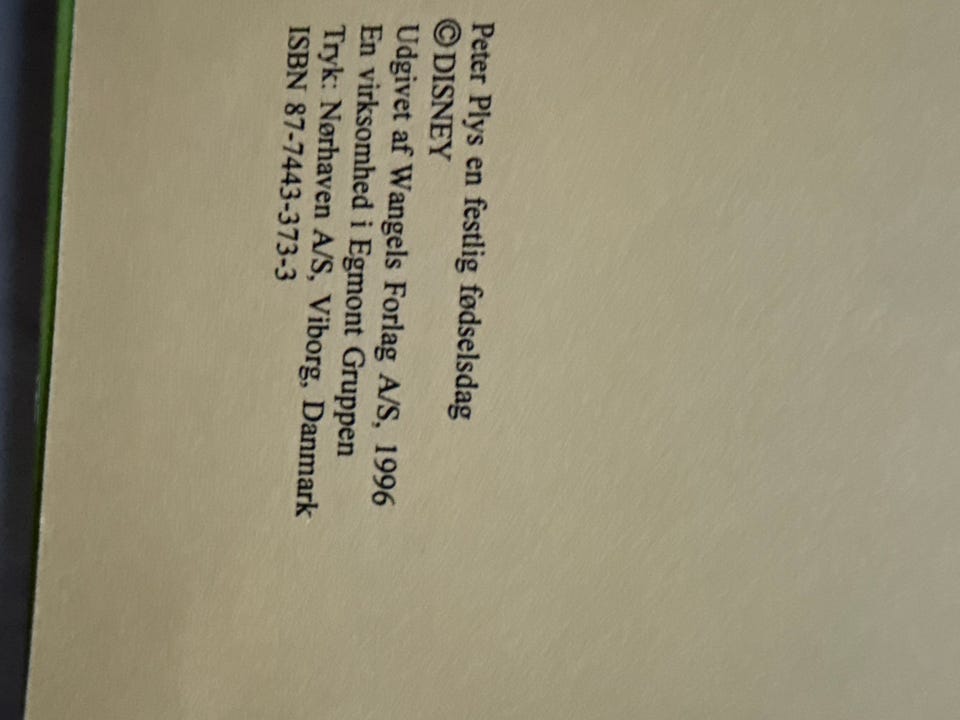 Peter Plys en festlig fødselsdag
©DISNEY
Udgivet af Wangels Forlag A/S, 1996
En virksomhed i Egmont Gruppen
Tryk: Nørhaven A/S, Viborg, Danmark
ISBN 87-7443-373-3